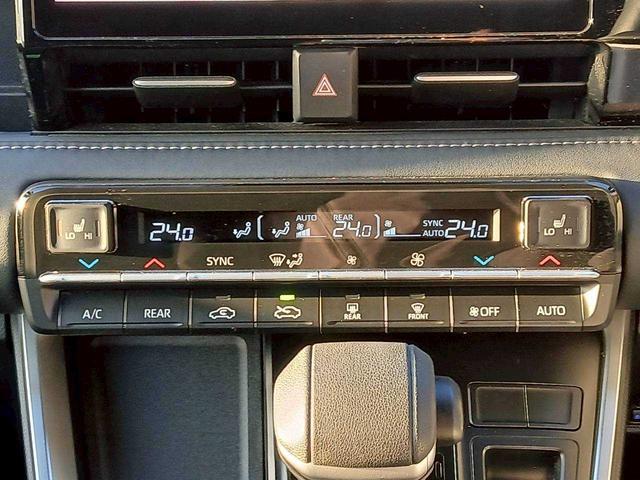 AUTO REAR SYNC
24.0 24.0 AUTO 24.0
LO HI LO HI
SYNC
A/C REAR REAR FRONT OFF AUTO